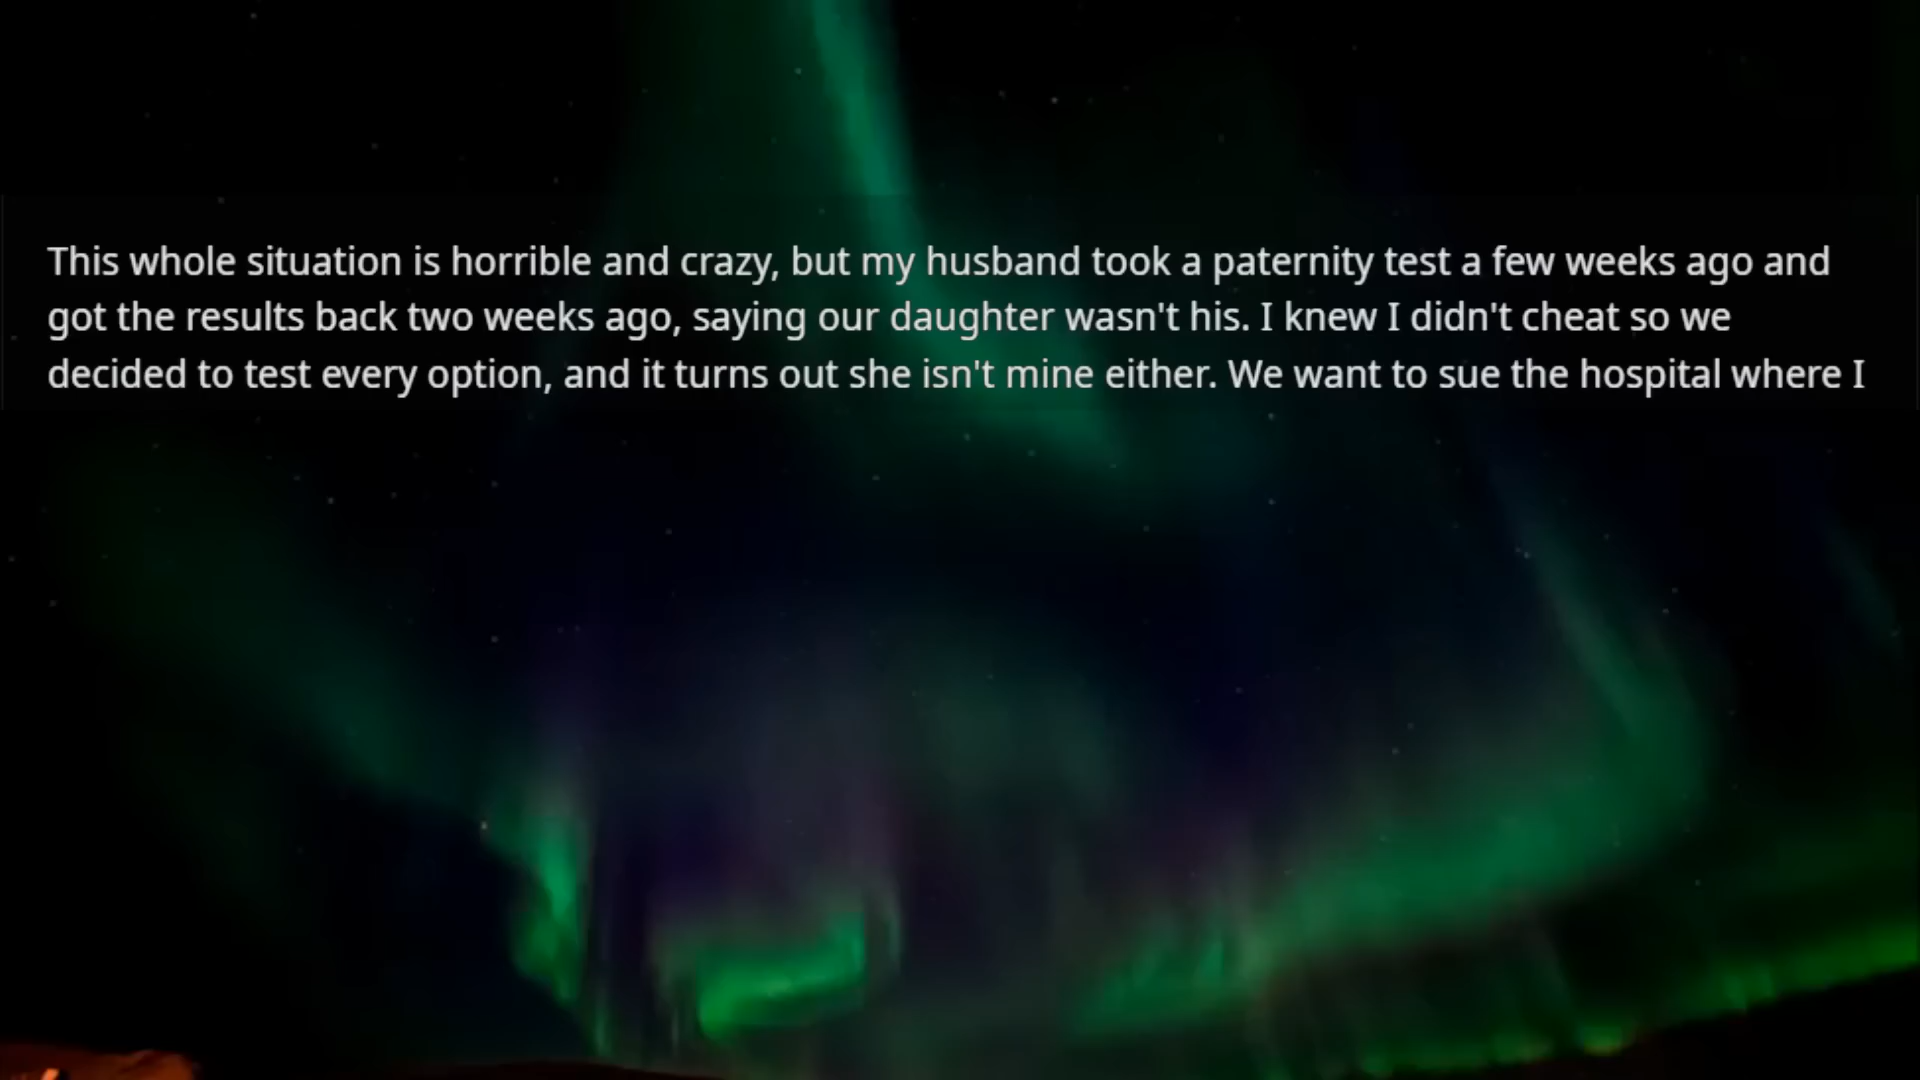 This whole situation is horrible and crazy, but my husband took a paternity test a few weeks ago and
got the results back two weeks ago, saying our daughter wasn't his. I knew I didn't cheat so we
decided to test every option, and it turns out she isn't mine either. We want to sue the hospital where I